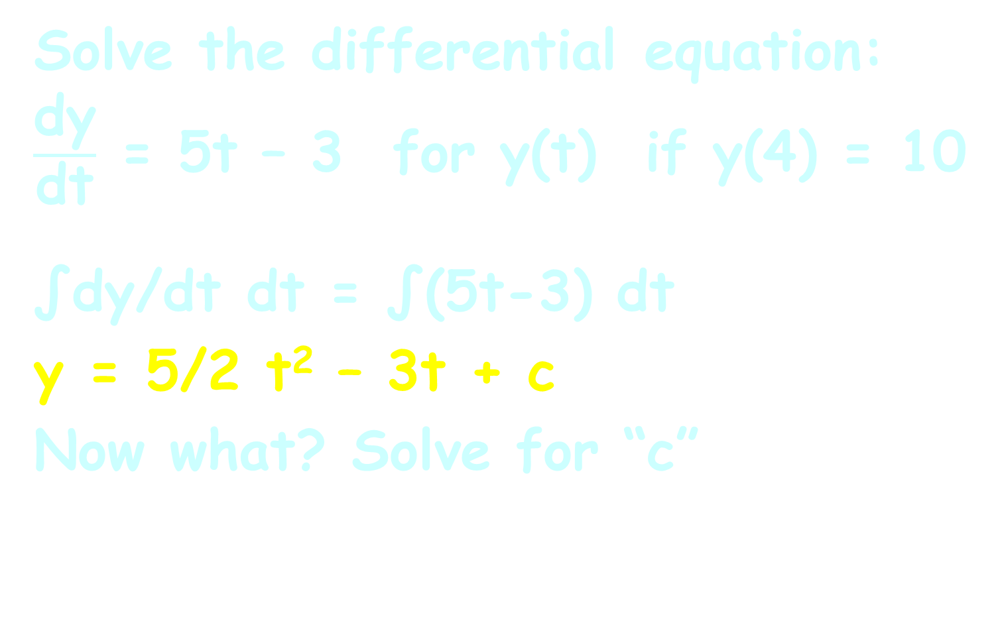 Solve the differential equation:
dy
dt
= 5t – 3 for y(t) if y(4) = 10
∫dy/dt dt = ∫(5t-3) dt
y = 5/2 t² – 3t + c
Now what? Solve for “c”